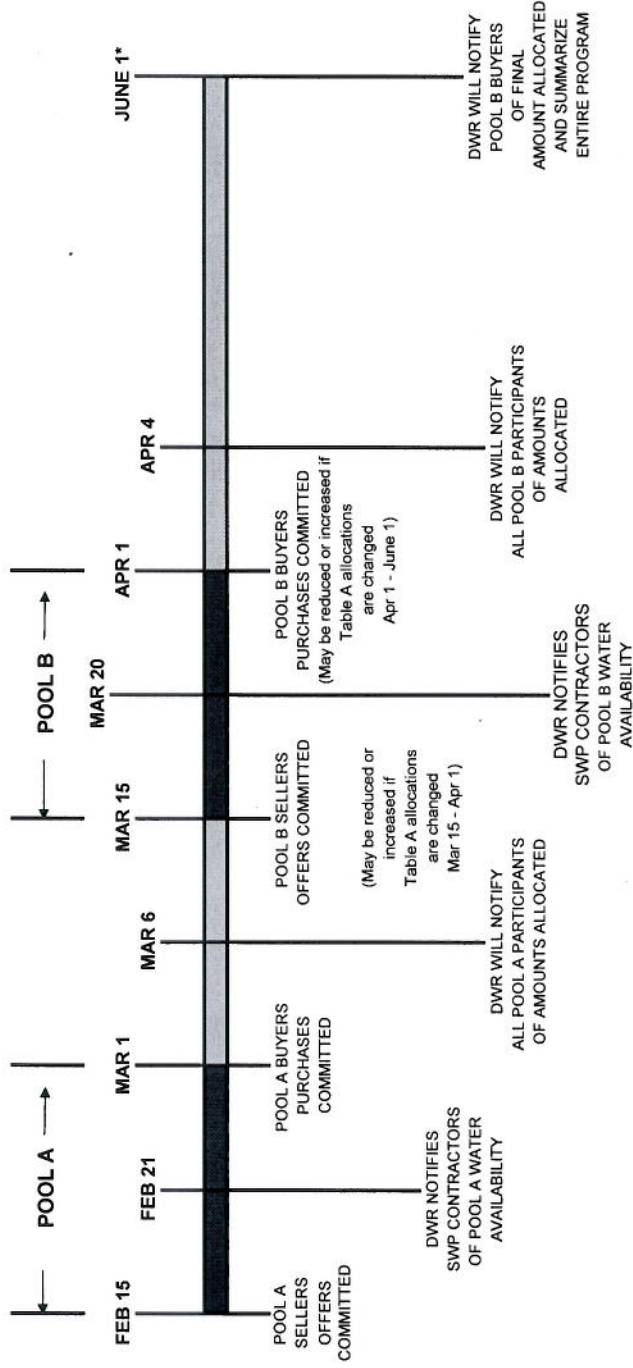 POOL A
POOL B
FEB 15
FEB 21
MAR 1
MAR 6
MAR 15
MAR 20
APR 1
APR 4
JUNE 1*
POOL A
SELLERS
OFFERS
COMMITTED
DWR NOTIFIES
SWP CONTRACTORS
OF POOL A WATER
AVAILABILITY
POOL A BUYERS
PURCHASES
COMMITTED
DWR WILL NOTIFY
ALL POOL A PARTICIPANTS
OF AMOUNTS ALLOCATED
POOL B SELLERS
OFFERS COMMITTED
(May be reduced or
increased if
Table A allocations
are changed
Mar 15 - Apr 1)
DWR NOTIFIES
SWP CONTRACTORS
OF POOL B WATER
AVAILABILITY
POOL B BUYERS
PURCHASES COMMITTED
(May be reduced or increased if
Table A allocations
are changed
Apr 1 - June 1)
DWR WILL NOTIFY
ALL POOL B PARTICIPANTS
OF AMOUNTS
ALLOCATED
DWR WILL NOTIFY
POOL B BUYERS
OF FINAL
AMOUNT ALLOCATED
AND SUMMARIZE
ENTIRE PROGRAM